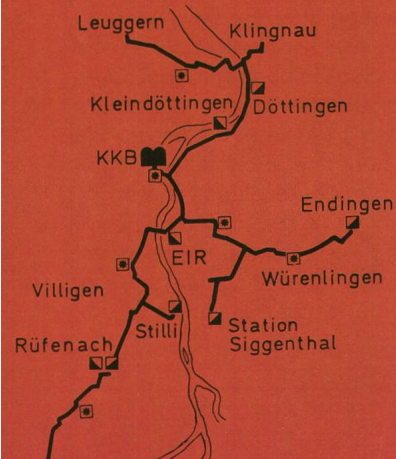 Leuggern
Klingnau
Kleindöttingen
Döttingen
KKB
Endingen
EIR
Würenlingen
Villigen
Stilli
Station
Siggenthal
Rüfenach